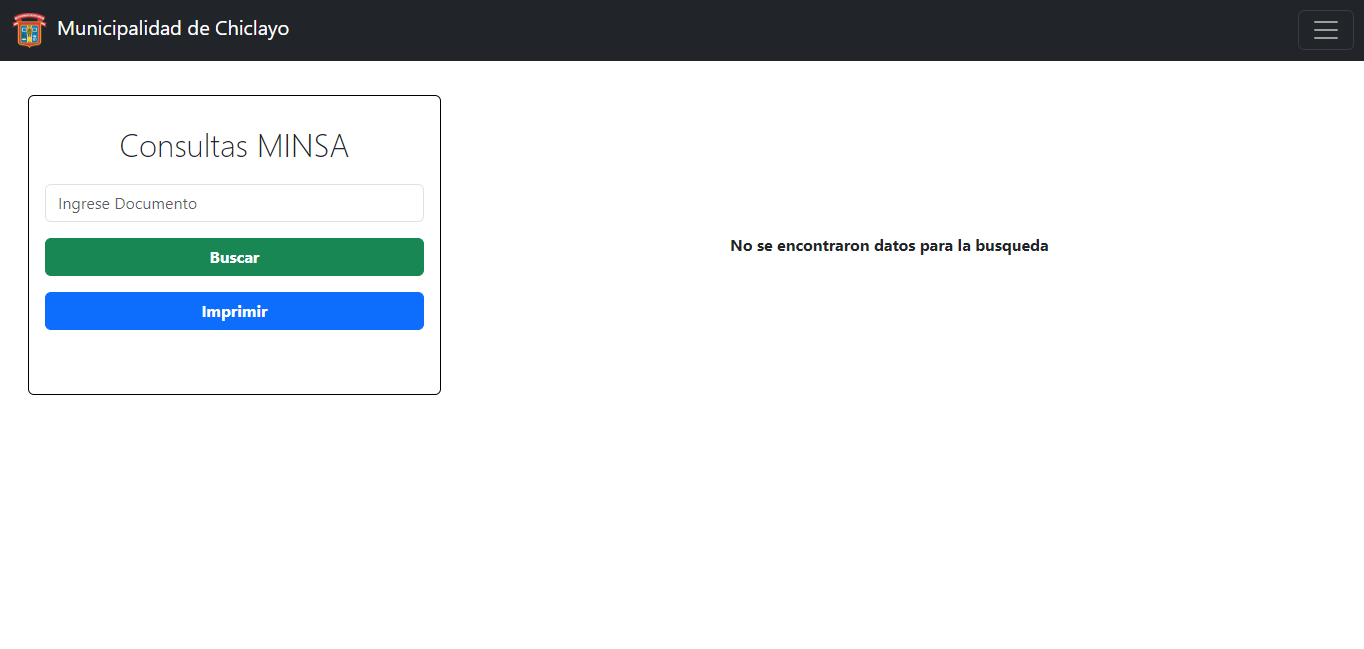 Municipalidad de Chiclayo
Consultas MINSA
Ingrese Documento
Buscar
Imprimir
No se encontraron datos para la busqueda